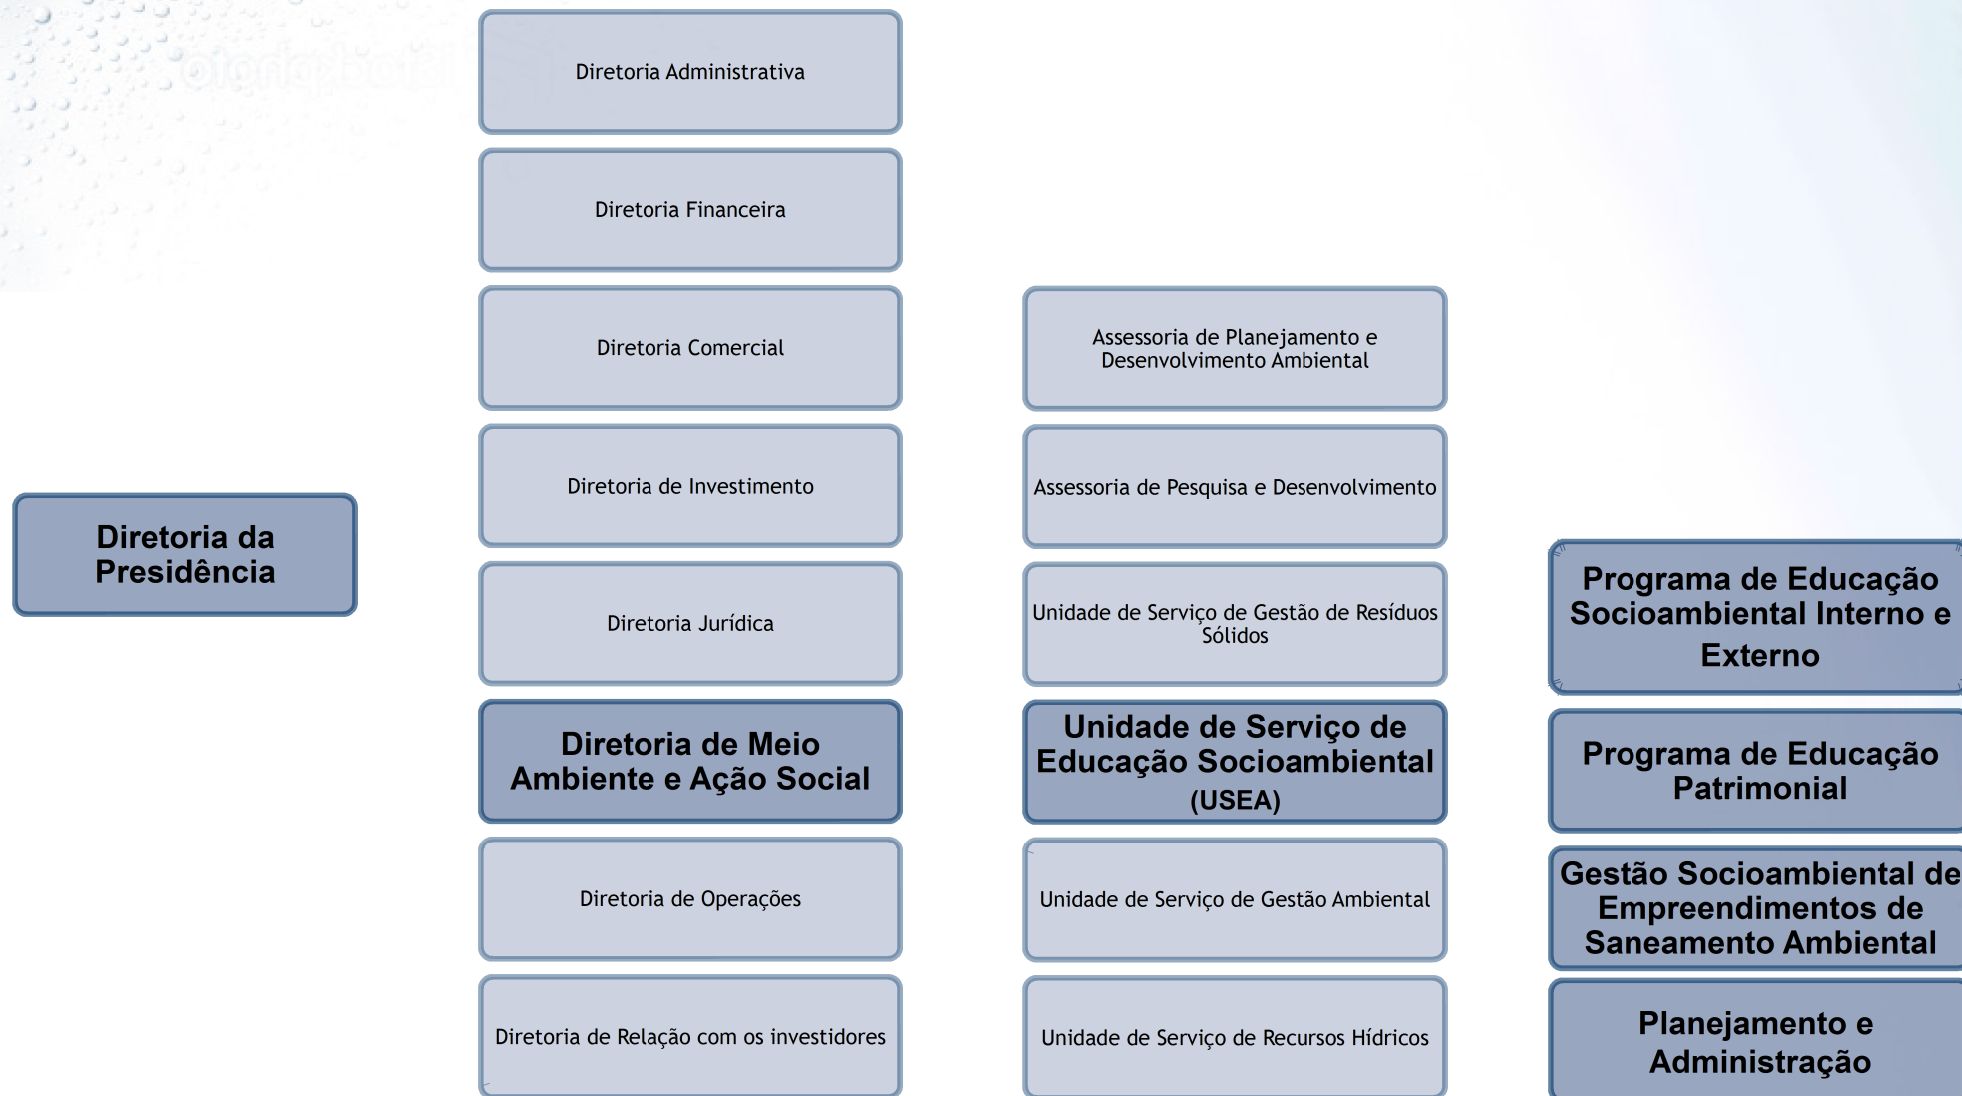 Diretoria da
Presidência
Diretoria Administrativa
Diretoria Financeira
Diretoria Comercial
Diretoria de Investimento
Diretoria Jurídica
Diretoria de Meio
Ambiente e Ação Social
Diretoria de Operações
Diretoria de Relação com os investidores
Assessoria de Planejamento e
Desenvolvimento Ambiental
Assessoria de Pesquisa e Desenvolvimento
Unidade de Serviço de Gestão de Resíduos
Sólidos
Unidade de Serviço de
Educação Socioambiental
(USEA)
Unidade de Serviço de Gestão Ambiental
Unidade de Serviço de Recursos Hídricos
Programa de Educação
Socioambiental Interno e
Externo
Programa de Educação
Patrimonial
Gestão Socioambiental de
Empreendimentos de
Saneamento Ambiental
Planejamento e
Administração